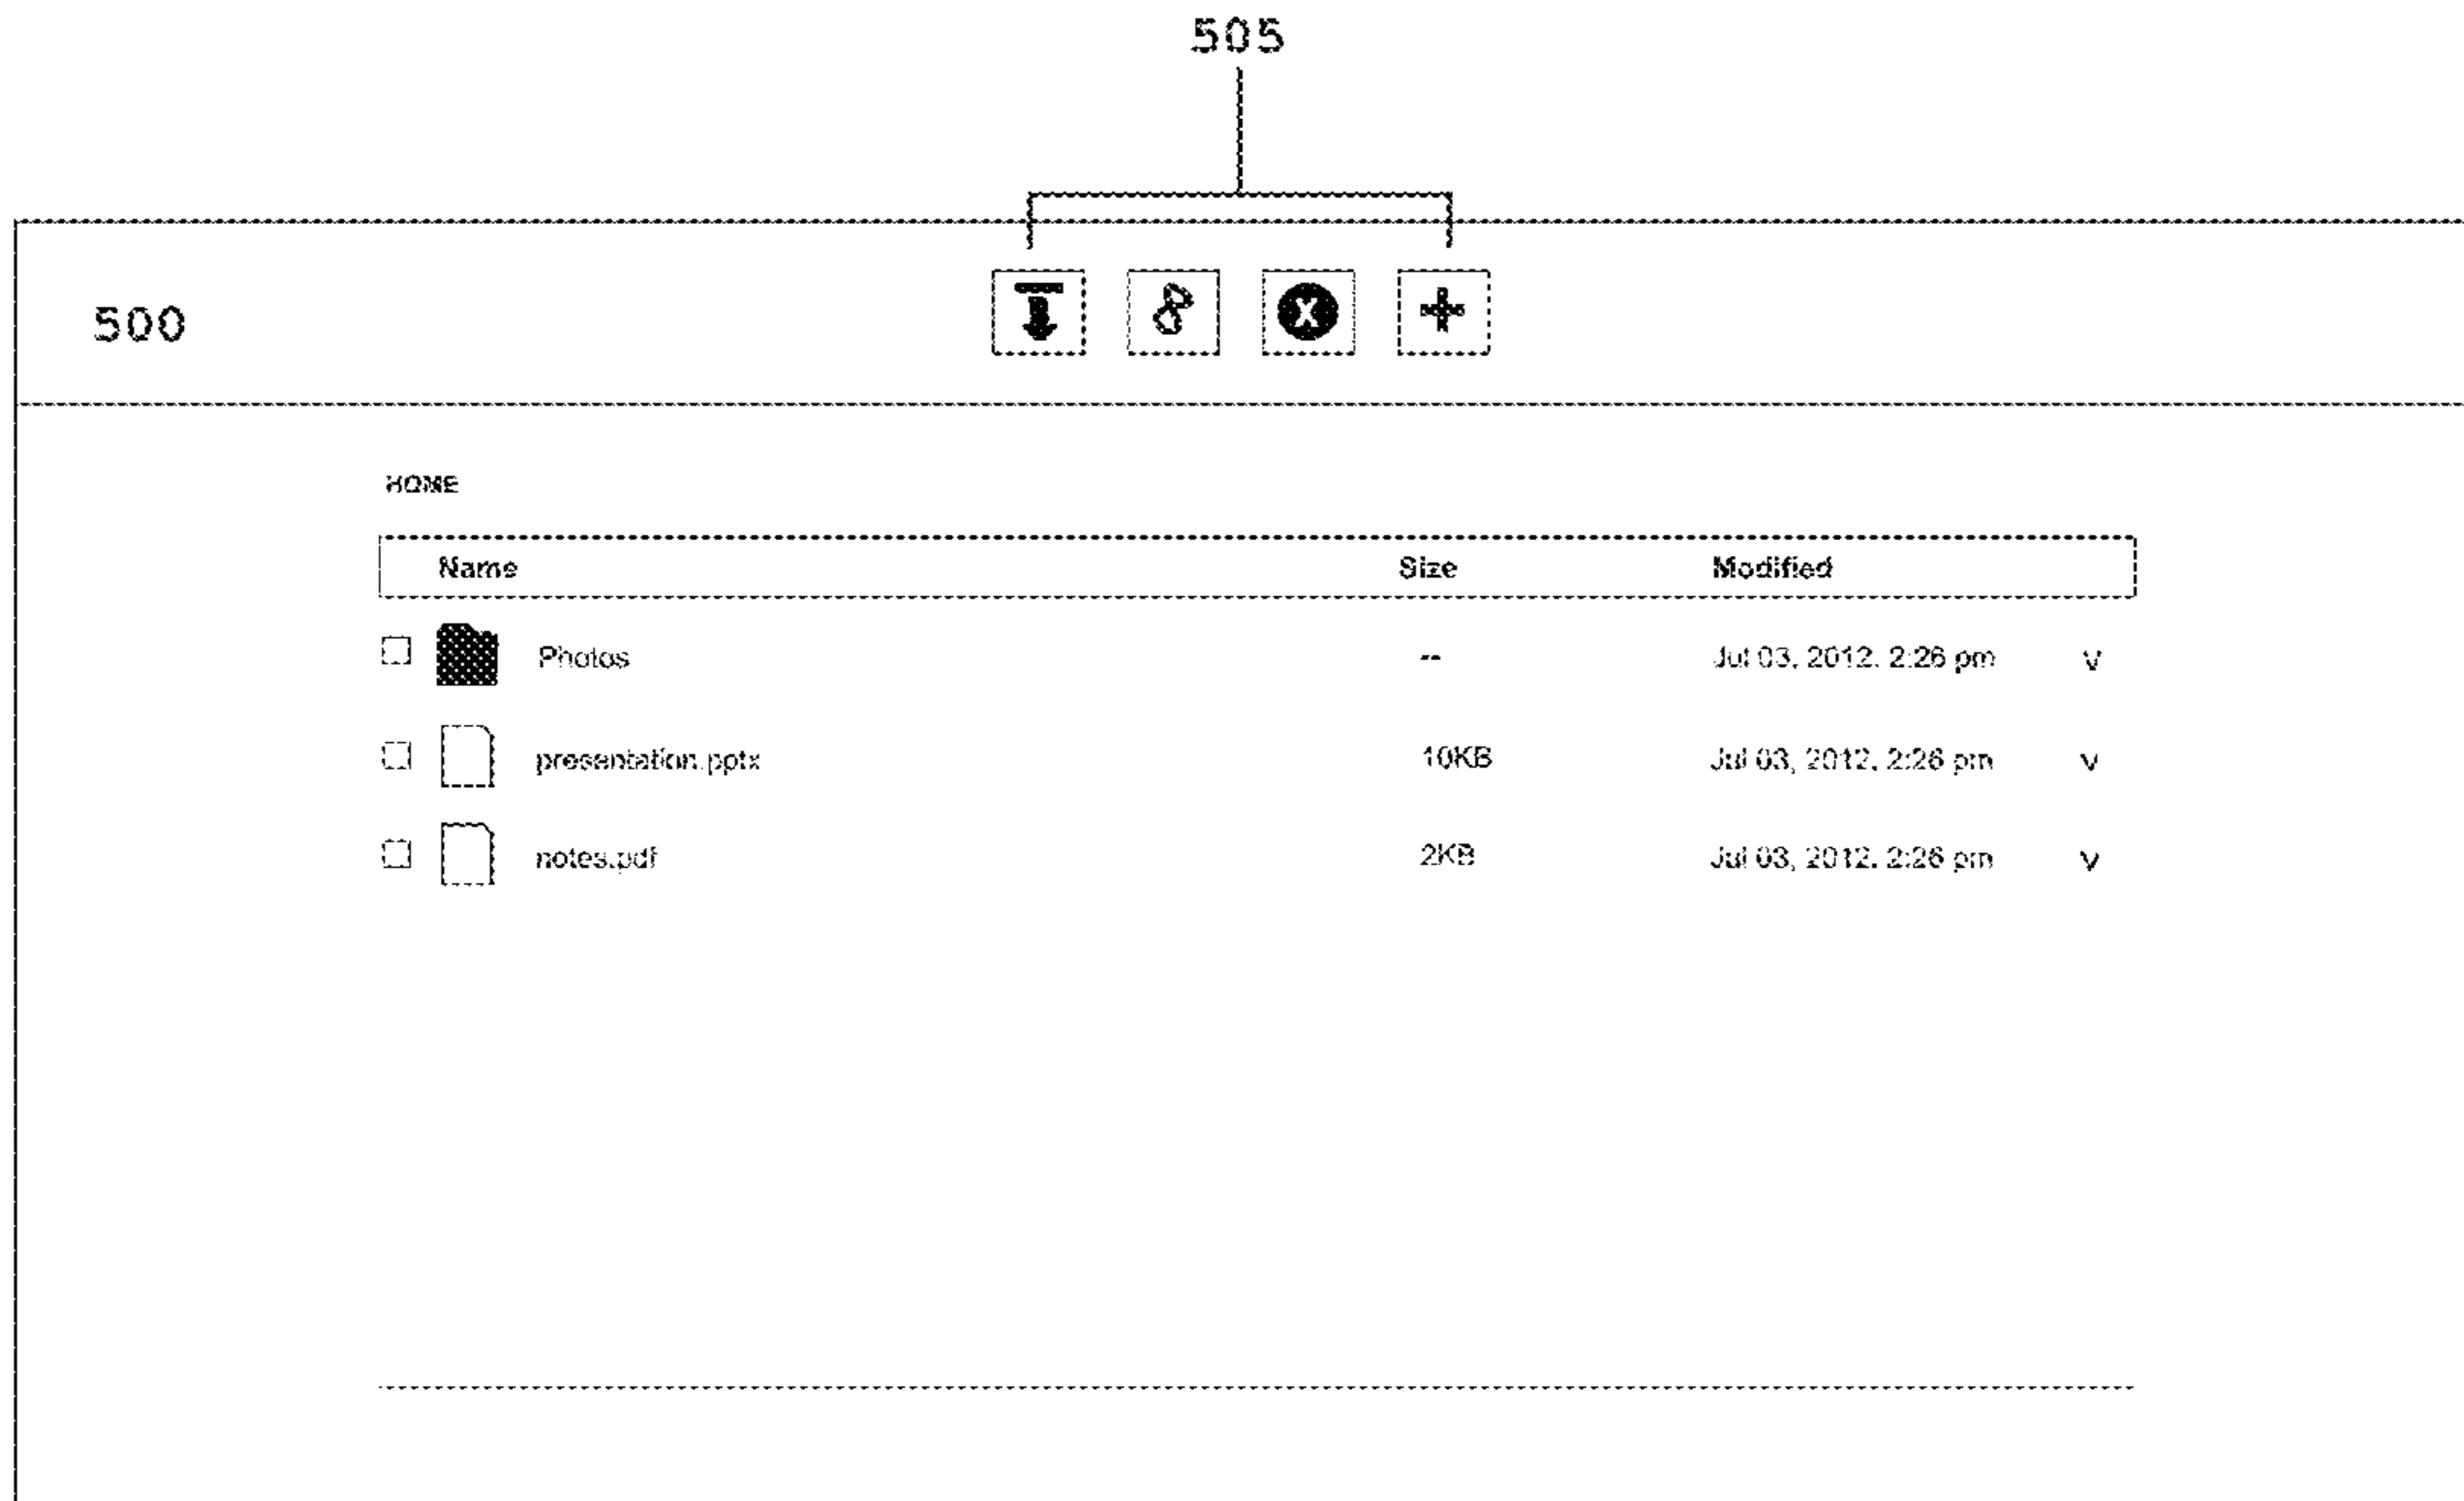 505
500
X
HOME
Name Size Modified
Photos -- Jul 03, 2012, 2:26 pm V
presentation.pptx 10KB Jul 03, 2012, 2:26 pm V
notes.pdf 2KB Jul 03, 2012, 2:26 pm V